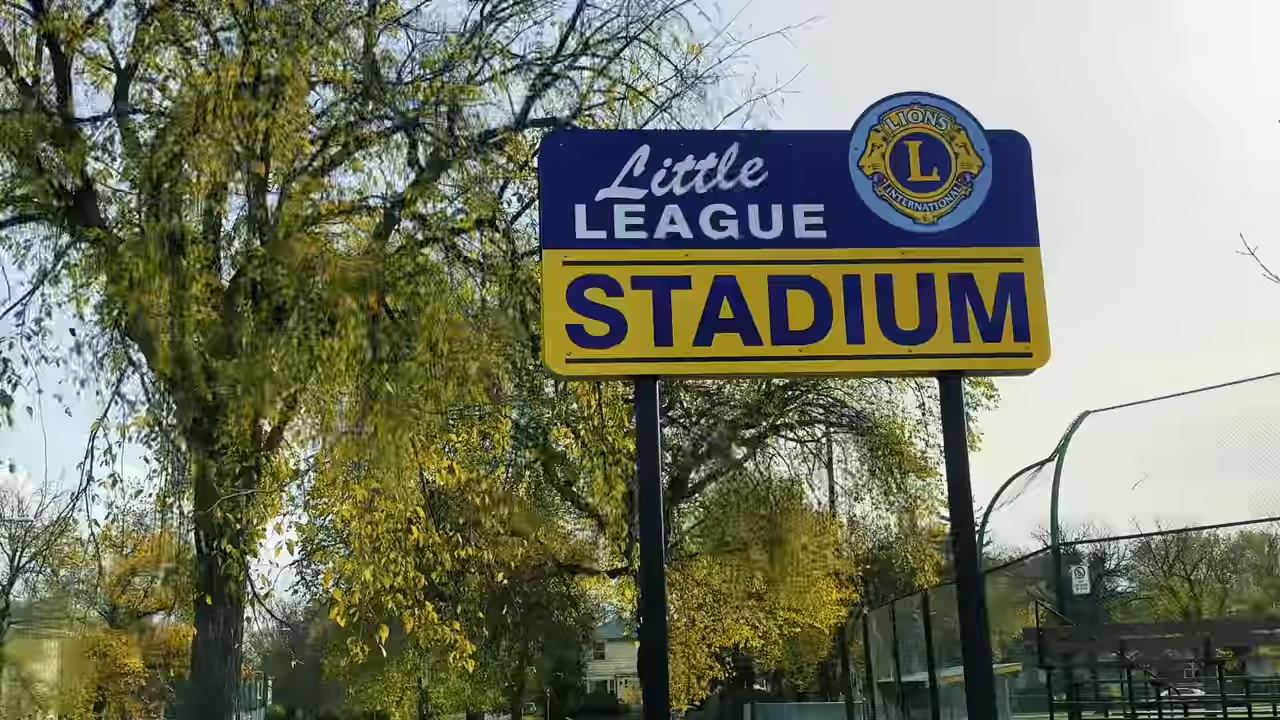 Little
LEAGUE
LIONS
L
INTERNATIONAL
STADIUM